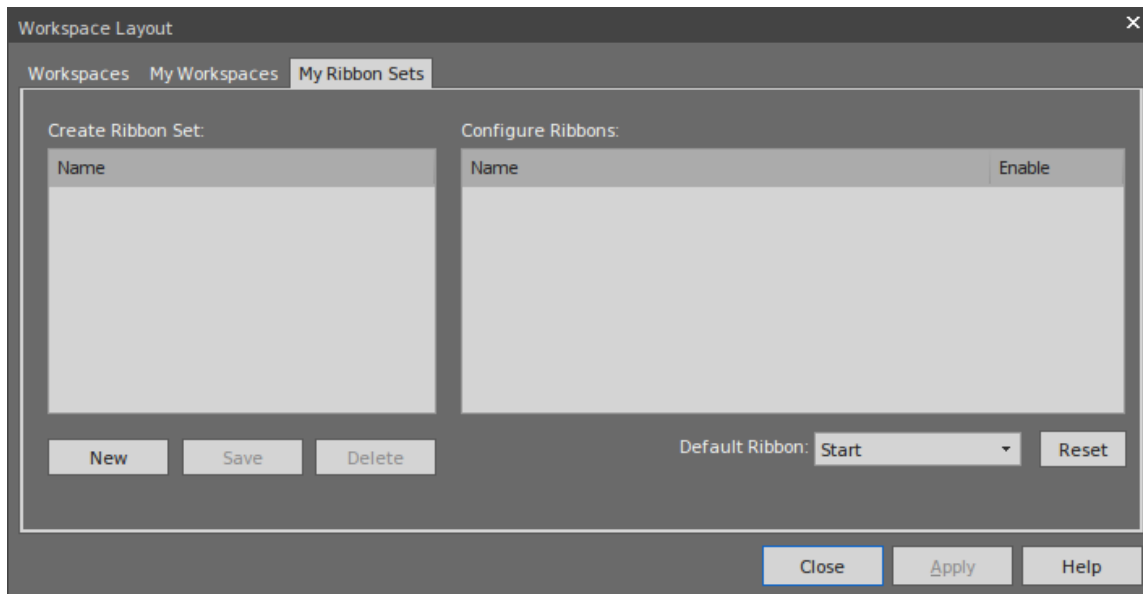 Workspace Layout
Workspaces My Workspaces My Ribbon Sets
Create Ribbon Set: Configure Ribbons:
Name Name Enable
New Save Delete Default Ribbon: Start Reset
Close Apply Help